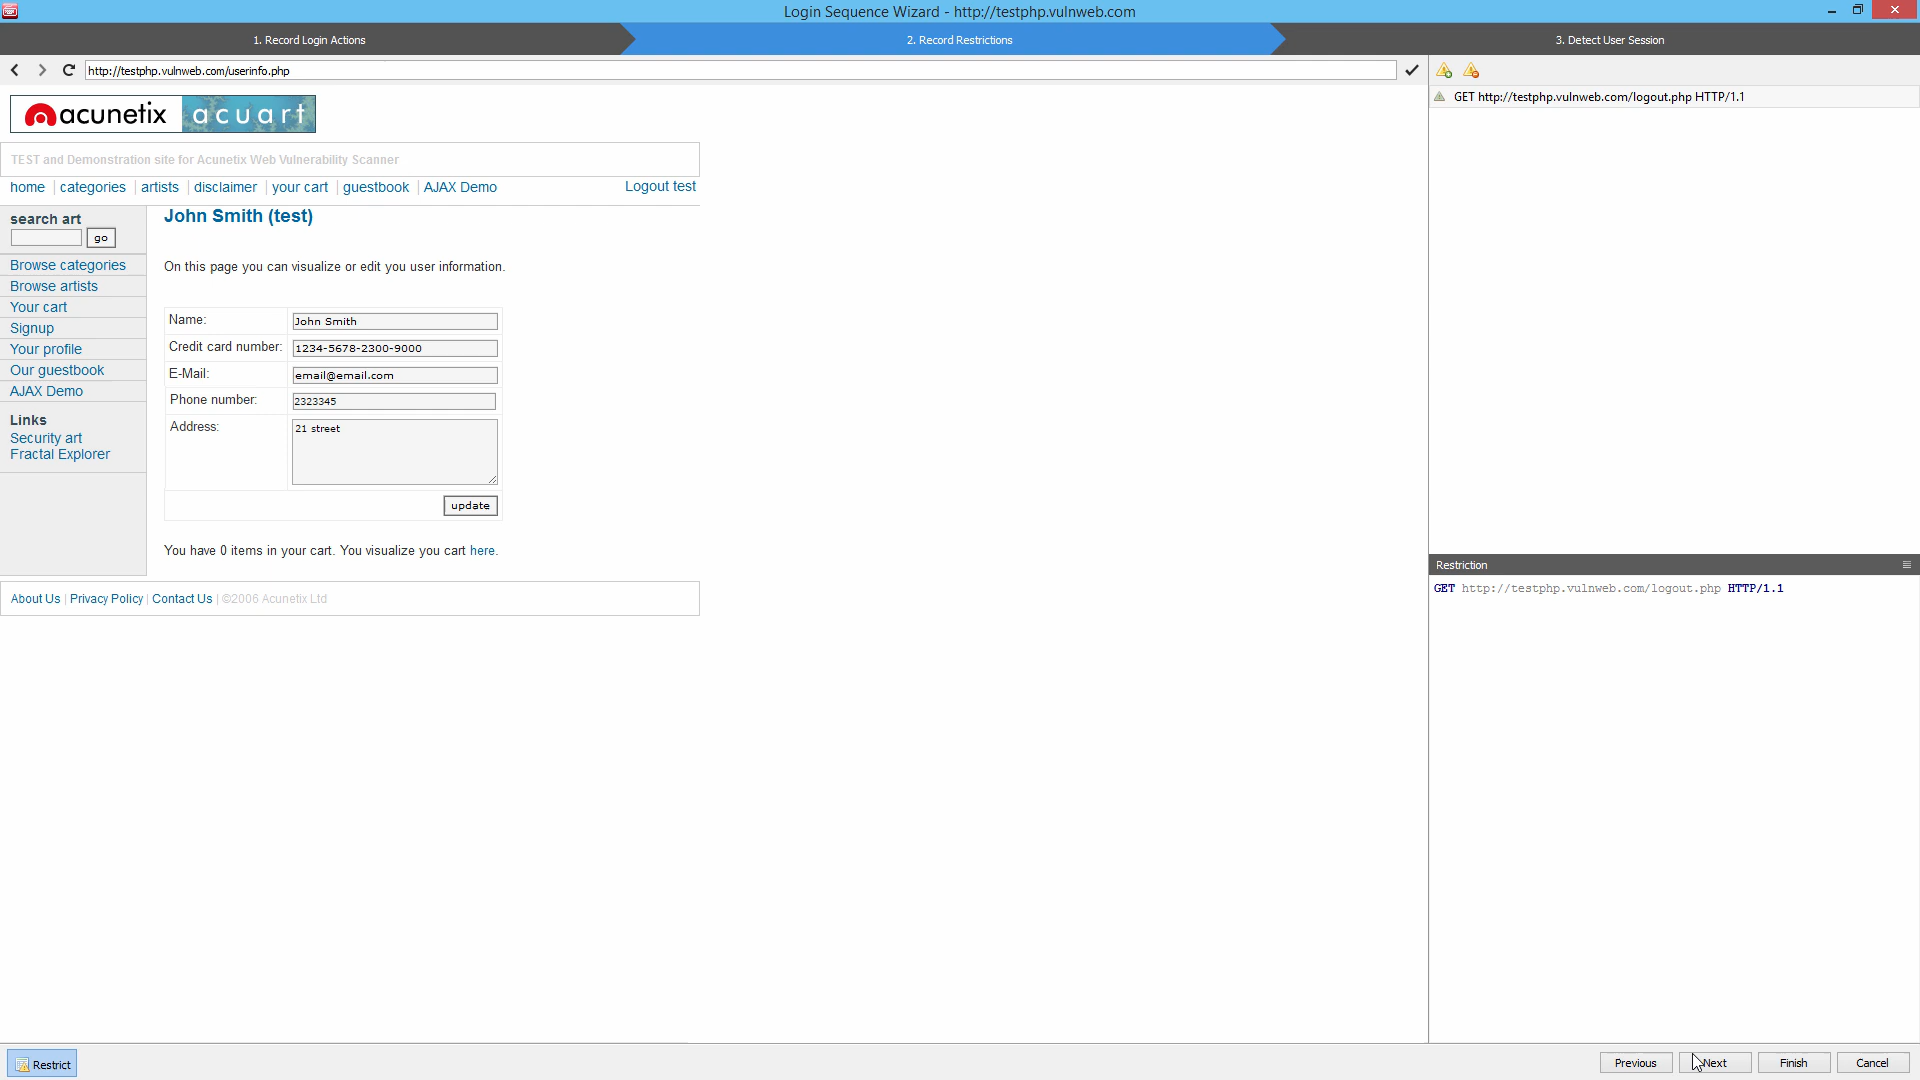 Login Sequence Wizard - http://testphp.vulnweb.com
1. Record Login Actions
2. Record Restrictions
3. Detect User Session
http://testphp.vulnweb.com/userinfo.php
GET http://testphp.vulnweb.com/logout.php HTTP/1.1
acunetix acuart
TEST and Demonstration site for Acunetix Web Vulnerability Scanner
home | categories | artists | disclaimer | your cart | guestbook | AJAX Demo
Logout test
search art
go
Browse categories
Browse artists
Your cart
Signup
Your profile
Our guestbook
AJAX Demo
Links
Security art
Fractal Explorer
John Smith (test)
On this page you can visualize or edit you user information.
Name: John Smith
Credit card number: 1234-5678-2300-9000
E-Mail: email@email.com
Phone number: 2323345
Address: 21 street
update
You have 0 items in your cart. You visualize you cart here.
About Us | Privacy Policy | Contact Us | ©2006 Acunetix Ltd
Restriction
GET http://testphp.vulnweb.com/logout.php HTTP/1.1
Restrict
Previous
Next
Finish
Cancel